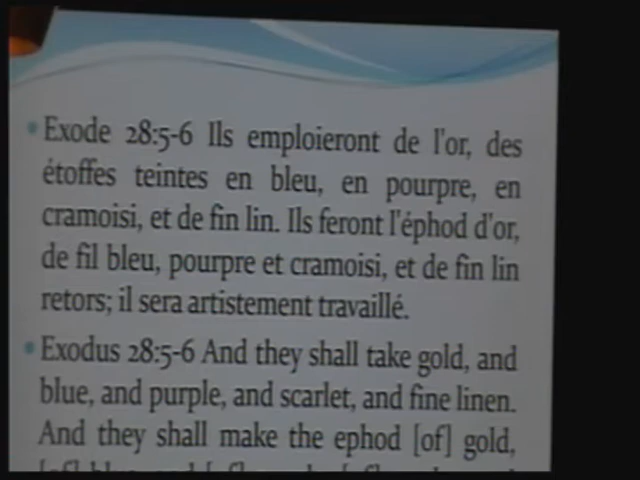 • Exode 28:5-6 Ils emploieront de l'or, des
étoffes teintes en bleu, en pourpre, en
cramoisi, et de fin lin. Ils feront l'éphod d'or,
de fil bleu, pourpre et cramoisi, et de fin lin
retors; il sera artistement travaillé.
• Exodus 28:5-6 And they shall take gold, and
blue, and purple, and scarlet, and fine linen.
And they shall make the ephod [of] gold,